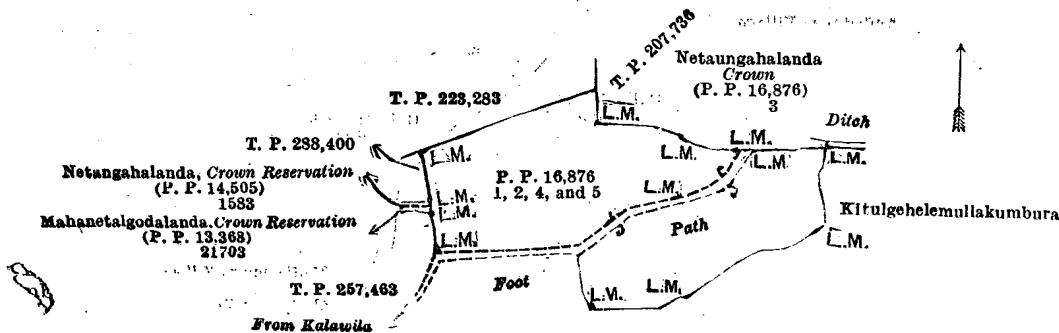 T. P. 207,736
Netaungahalanda
Crown
(P. P. 16,876)
3
T. P. 223,283
L.M.
Ditch
T. P. 288,400
L.M.
L.M.
L.M.
L.M.
L.M.
Netangahalanda, Crown Reservation
(P. P. 14,505)
1583
P. P. 16,876
1, 2, 4, and 5
L.M.
L.M.
L.M.
Mahanetalgodalanda, Crown Reservation
(P. P. 13,368)
21703
Kitulgehelemullakumbura
L.M.
L.M.
Path
Foot
T. P. 257,463
L.M.
L.M.
From Kalawila